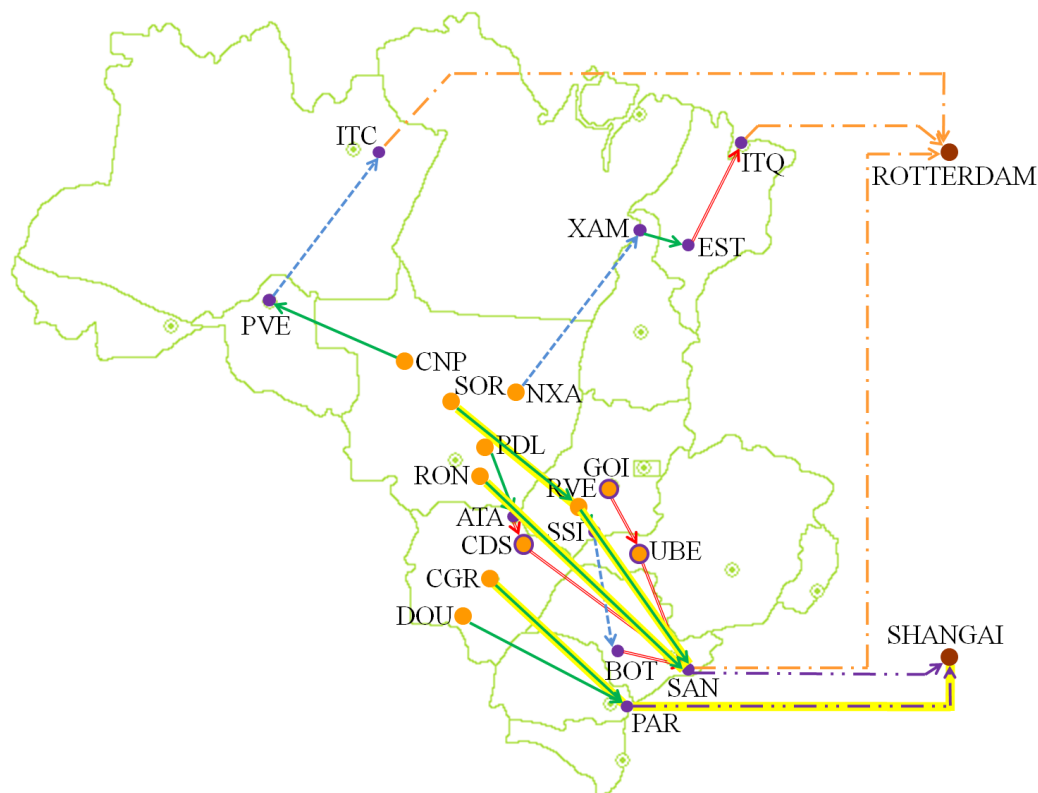 ITC
ITQ
ROTTERDAM
XAM
EST
PVE
CNP
SOR
NXA
PDL
GOI
RON
RVE
ATA
SSI
CDS
UBE
CGR
DOU
SHANGAI
BOT
SAN
PAR